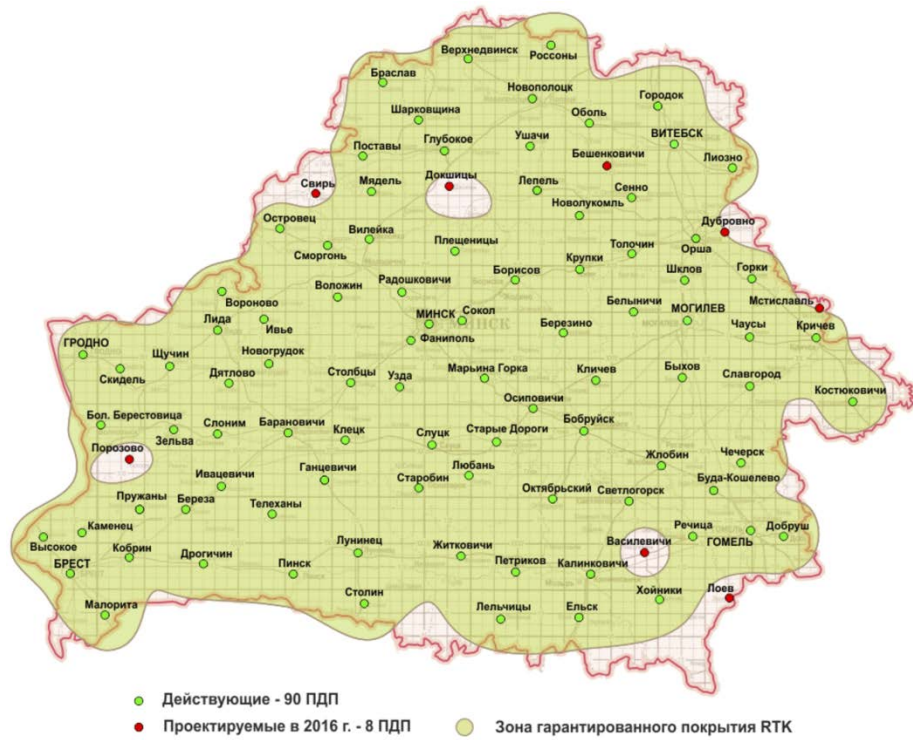 Верхнедвинск
Россоны
Браслав
Новополоцк
Городок
Шарковщина
Оболь
Глубокое
Ушачи
ВИТЕБСК
Поставы
Бешенковичи
Лиозно
Докшицы
Свирь
Мядель
Лепель
Сенно
Новолукомль
Островец
Дубровно
Вилейка
Плещеницы
Толочин
Орша
Сморгонь
Крупки
Борисов
Шклов
Горки
Радошковичи
Воложин
Вороново
Мстиславль
Белыничи
Лида
Ивье
МИНСК
Сокол
Березино
МОГИЛЕВ
Чаусы
Кричев
ГРОДНО
Фаниполь
Щучин
Новогрудок
Скидель
Дятлово
Столбцы
Узда
Марьина Горка
Кличев
Быхов
Славгород
Костюковичи
Осиповичи
Бол. Берестовица
Слоним
Барановичи
Бобруйск
Зельва
Клецк
Слуцк
Старые Дороги
Порозово
Чечерск
Жлобин
Ивацевичи
Ганцевичи
Любань
Старобин
Буда-Кошелево
Пружаны
Береза
Телеханы
Октябрьский
Светлогорск
Каменец
Речица
Добруш
Высокое
Кобрин
Лунинец
Житковичи
Василевичи
ГОМЕЛЬ
БРЕСТ
Дрогичин
Пинск
Петриков
Калинковичи
Хойники
Лоев
Малорита
Столин
Лельчицы
Ельск
Действующие - 90 ПДП
Проектируемые в 2016 г. - 8 ПДП
Зона гарантированного покрытия RTK